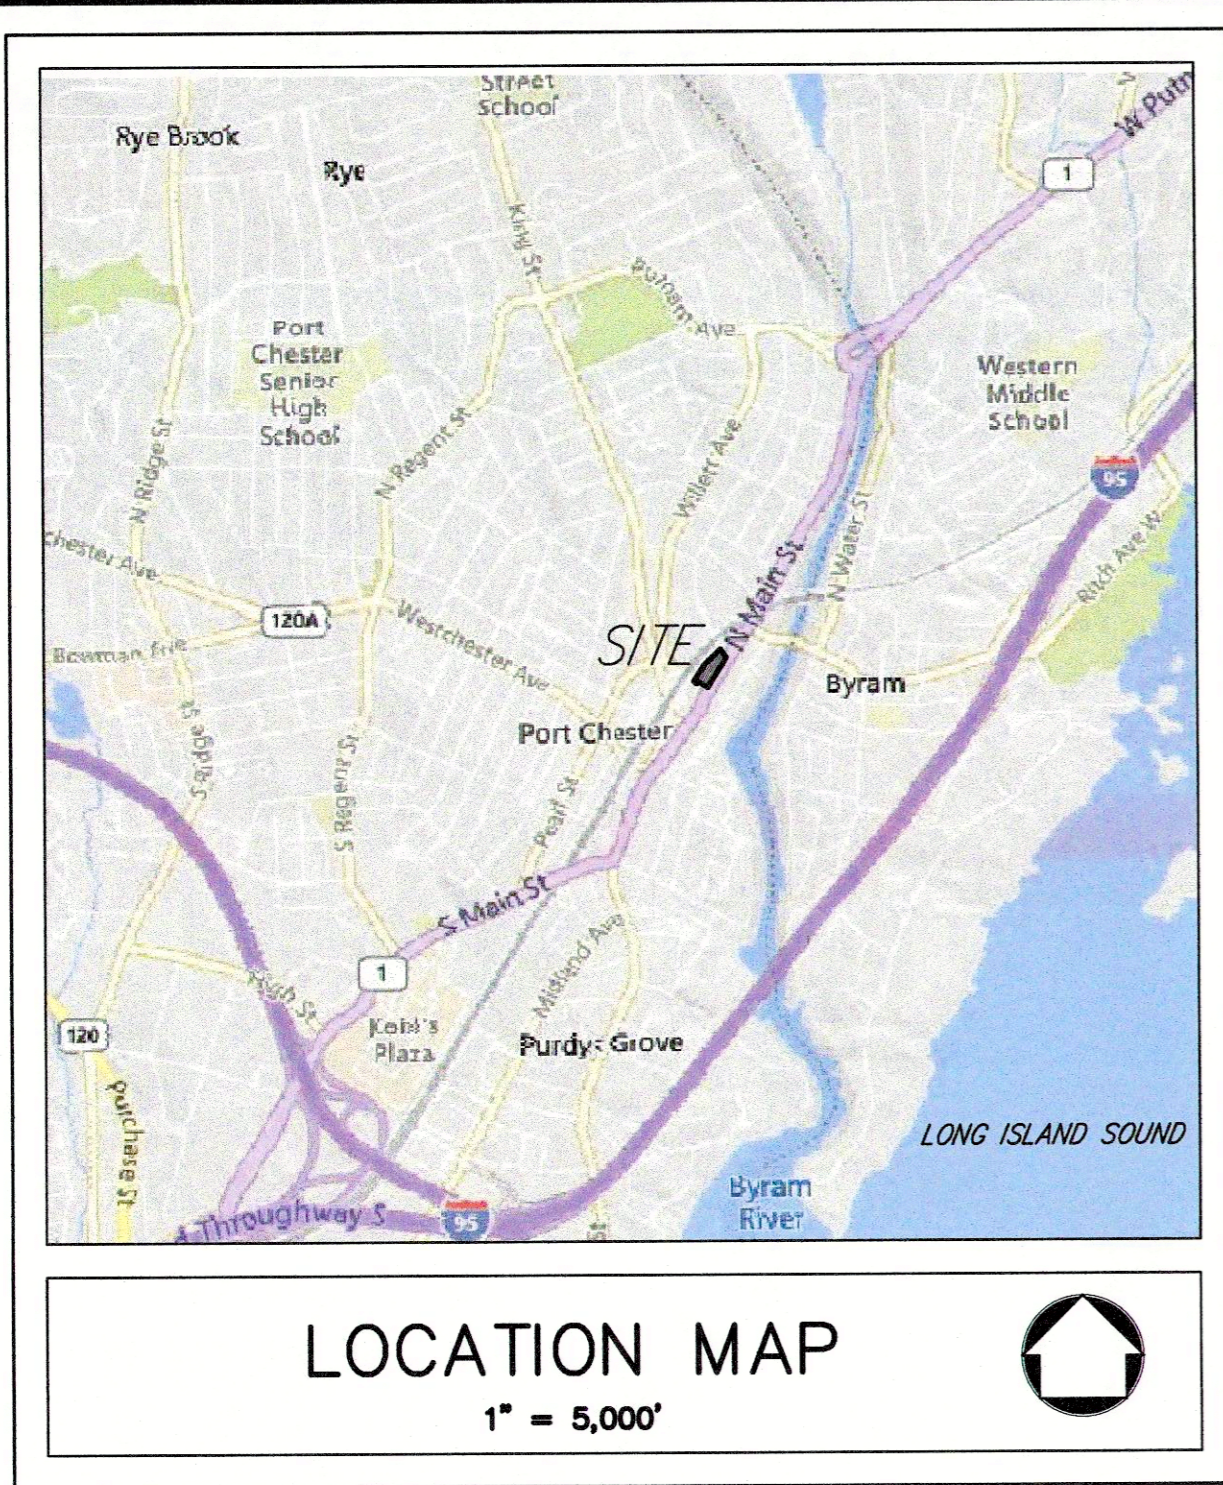 Street
School
W Putn
Rye Brook
Rye
1
King St
Putnam Ave
Port
Chester
Senior
High
School
Western
Middle
School
N Ridge St
N Regent St
Willett Ave
95
chester Ave
N Water St
Ritch Ave W
N Main St
120A
Westchester Ave
SITE
Bowman
Byram
S Ridge St
Port Chester
S Regent St
Pearl St
S Main St
Midland Ave
1
High St
Kohl's
Plaza
120
Purdys Grove
Purchase St
LONG ISLAND SOUND
Byram
River
Throughway S
95
st
LOCATION MAP
1" = 5,000'